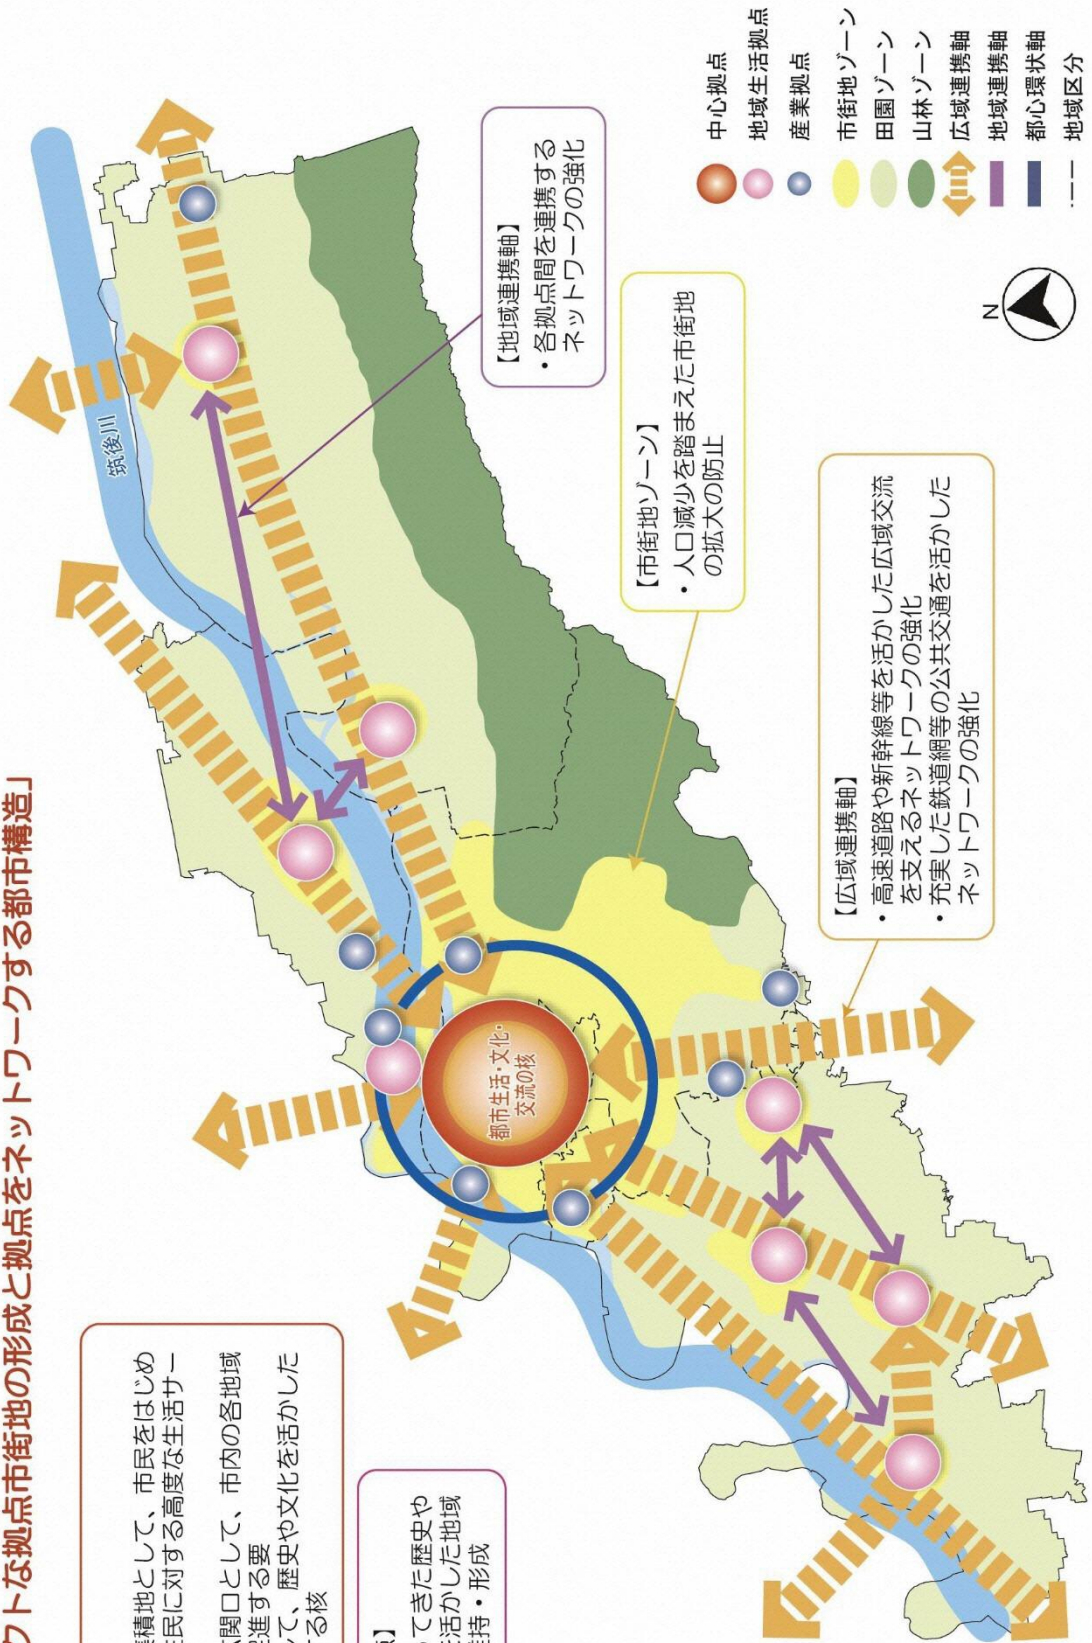 クトな拠点市街地の形成と拠点をネットワークする都市構造」
集積地として、市民をはじめ
住民に対する高度な生活サー
玄関口として、市内の各地域
促進する要
して、歴史や文化を活かした
する核
ってきた歴史や
を活かした地域
維持・形成
筑後川
都市生活・文化・
交流の核
【地域連携軸】
・各拠点間を連携する
ネットワークの強化
【市街地ゾーン】
・人口減少を踏まえた市街地
の拡大の防止
【広域連携軸】
・高速道路や新幹線等を活かした広域交流
を支えるネットワークの強化
・充実した鉄道網等の公共交通を活かした
ネットワークの強化
N
中心拠点
地域生活拠点
産業拠点
市街地ゾーン
田園ゾーン
山林ゾーン
広域連携軸
地域連携軸
都心環状軸
地域区分